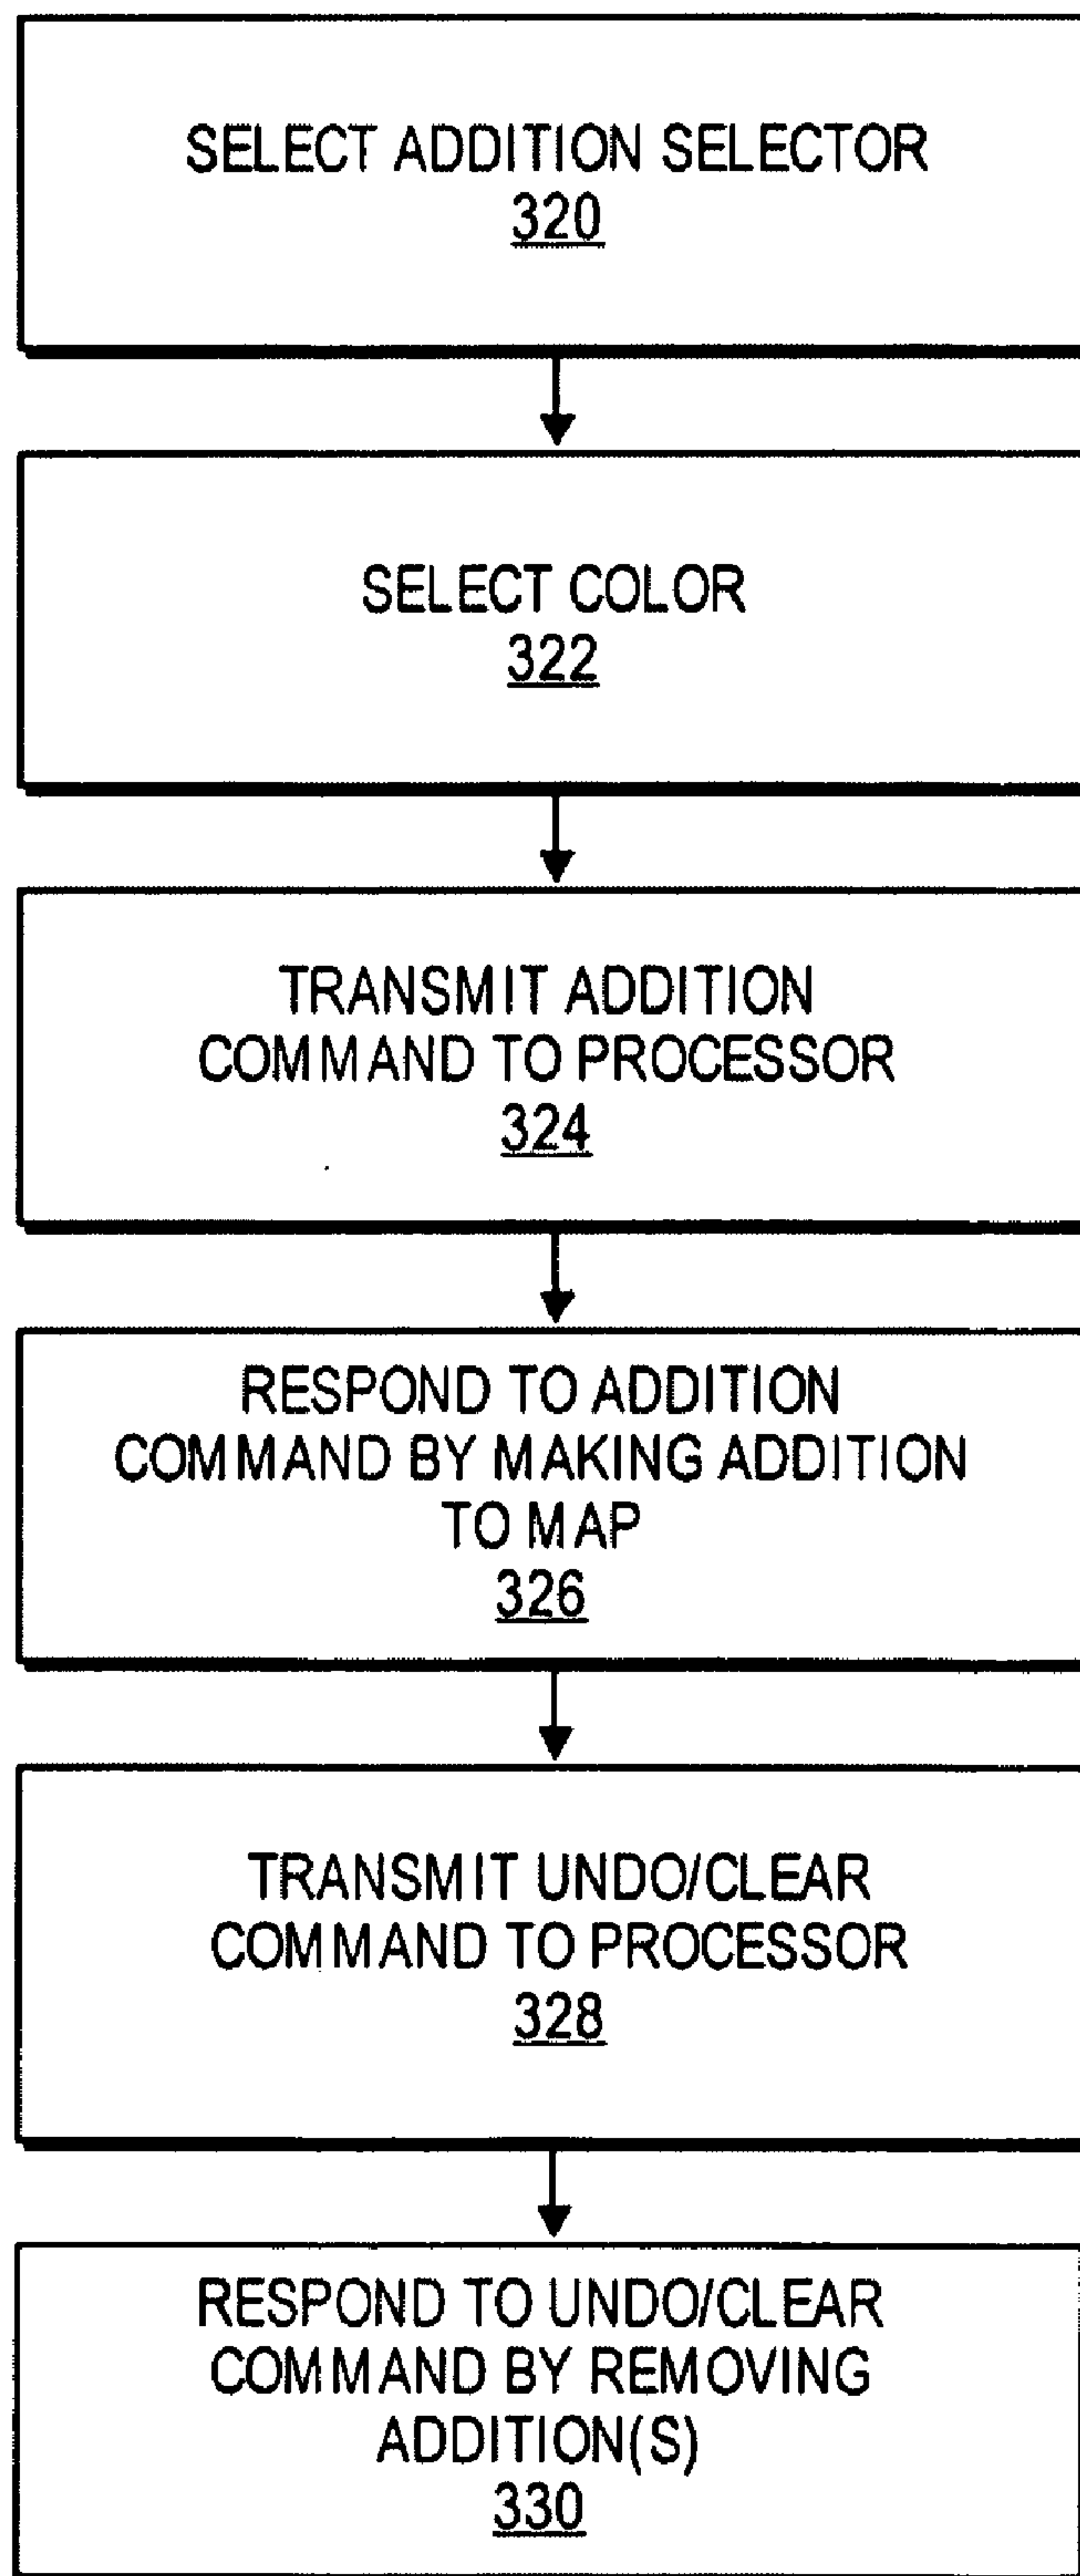 SELECT ADDITION SELECTOR
320
SELECT COLOR
322
TRANSMIT ADDITION
COMMAND TO PROCESSOR
324
RESPOND TO ADDITION
COMMAND BY MAKING ADDITION
TO MAP
326
TRANSMIT UNDO/CLEAR
COMMAND TO PROCESSOR
328
RESPOND TO UNDO/CLEAR
COMMAND BY REMOVING
ADDITION(S)
330